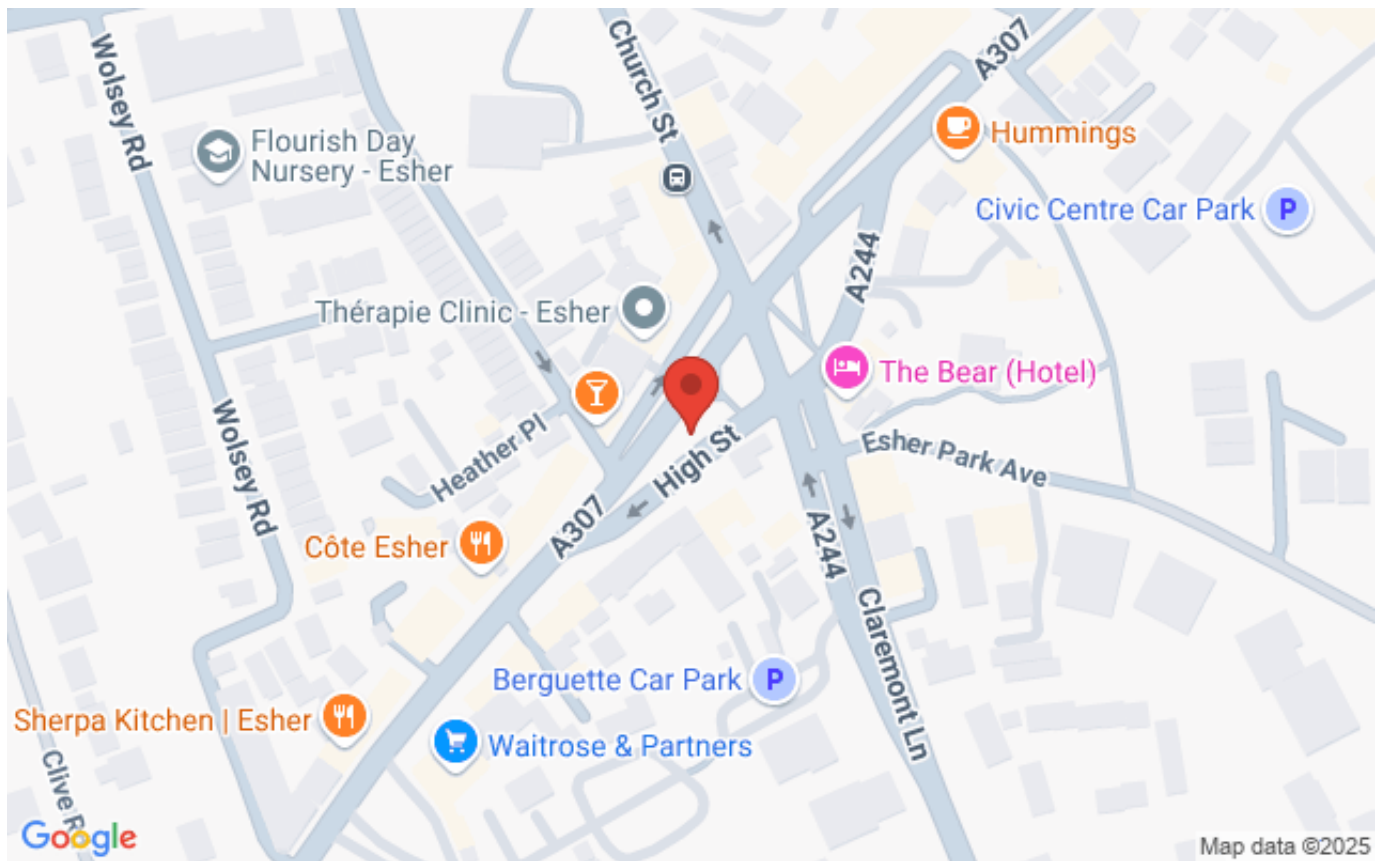 Wolsey Rd
Church St
A307
Flourish Day
Nursery - Esher
Hummings
Civic Centre Car Park
P
A244
Thérapie Clinic - Esher
The Bear (Hotel)
Heather Pl
Wolsey Rd
High St
Esher Park Ave
A307
Côte Esher
A244
Claremont Ln
Berguette Car Park
P
Sherpa Kitchen | Esher
Waitrose & Partners
Clive R
Google
Map data ©2025